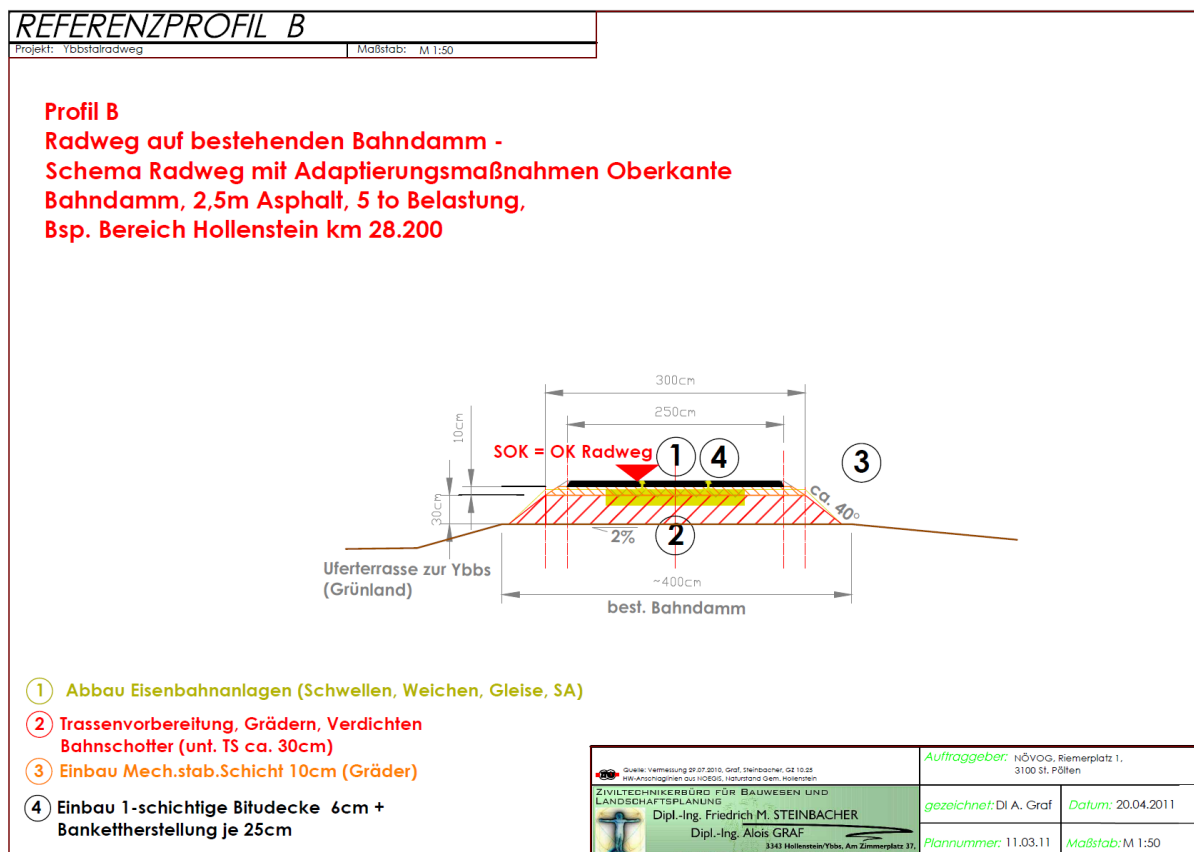 REFERENZPROFIL B
Projekt: Ybbstalradweg
Maßstab: M 1:50
Profil B
Radweg auf bestehenden Bahndamm -
Schema Radweg mit Adaptierungsmaßnahmen Oberkante
Bahndamm, 2,5m Asphalt, 5 to Belastung,
Bsp. Bereich Hollenstein km 28.200
300cm
250cm
10cm
SOK = OK Radweg
1
4
3
30cm
ca. 40°
2%
2
Uferterrasse zur Ybbs
(Grünland)
~400cm
best. Bahndamm
1 Abbau Eisenbahnanlagen (Schwellen, Weichen, Gleise, SA)
2 Trassenvorbereitung, Grädern, Verdichten
Bahnschotter (unt. TS ca. 30cm)
3 Einbau Mech.stab.Schicht 10cm (Gräder)
4 Einbau 1-schichtige Bitudecke 6cm +
Bankettherstellung je 25cm
Quelle: Vermessung 29.07.2010, Graf, Steinbacher, GZ 10.25
HW-Anschlaglinien aus NOEGIS, Naturstand Gem. Hollenstein
ZIVILTECHNIKERBÜRO FÜR BAUWESEN UND
LANDSCHAFTSPLANUNG
Dipl.-Ing. Friedrich M. STEINBACHER
Dipl.-Ing. Alois GRAF
3343 Hollenstein/Ybbs, Am Zimmerplatz 37,
Auftraggeber: NÖVOG, Riemerplatz 1,
3100 St. Pölten
gezeichnet: DI A. Graf
Datum: 20.04.2011
Plannummer: 11.03.11
Maßstab: M 1:50